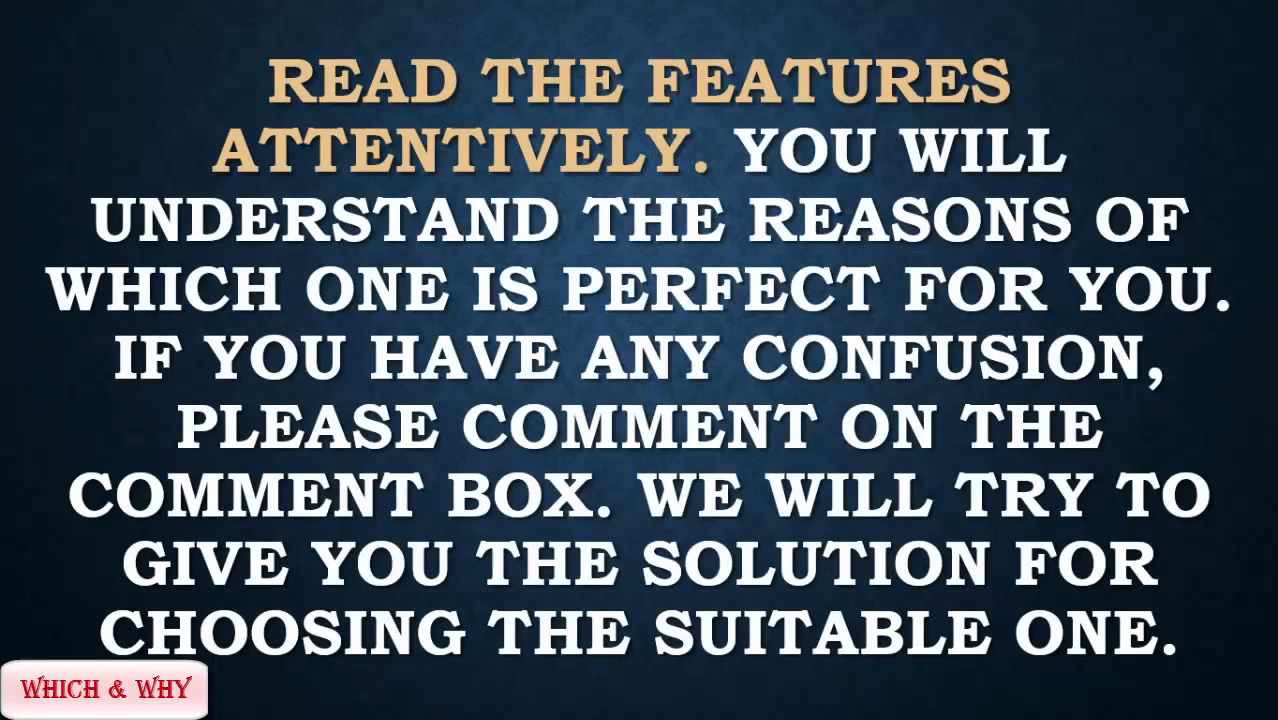 READ THE FEATURES
ATTENTIVELY. YOU WILL
UNDERSTAND THE REASONS OF
WHICH ONE IS PERFECT FOR YOU.
IF YOU HAVE ANY CONFUSION,
PLEASE COMMENT ON THE
COMMENT BOX. WE WILL TRY TO
GIVE YOU THE SOLUTION FOR
CHOOSING THE SUITABLE ONE.
WHICH & WHY